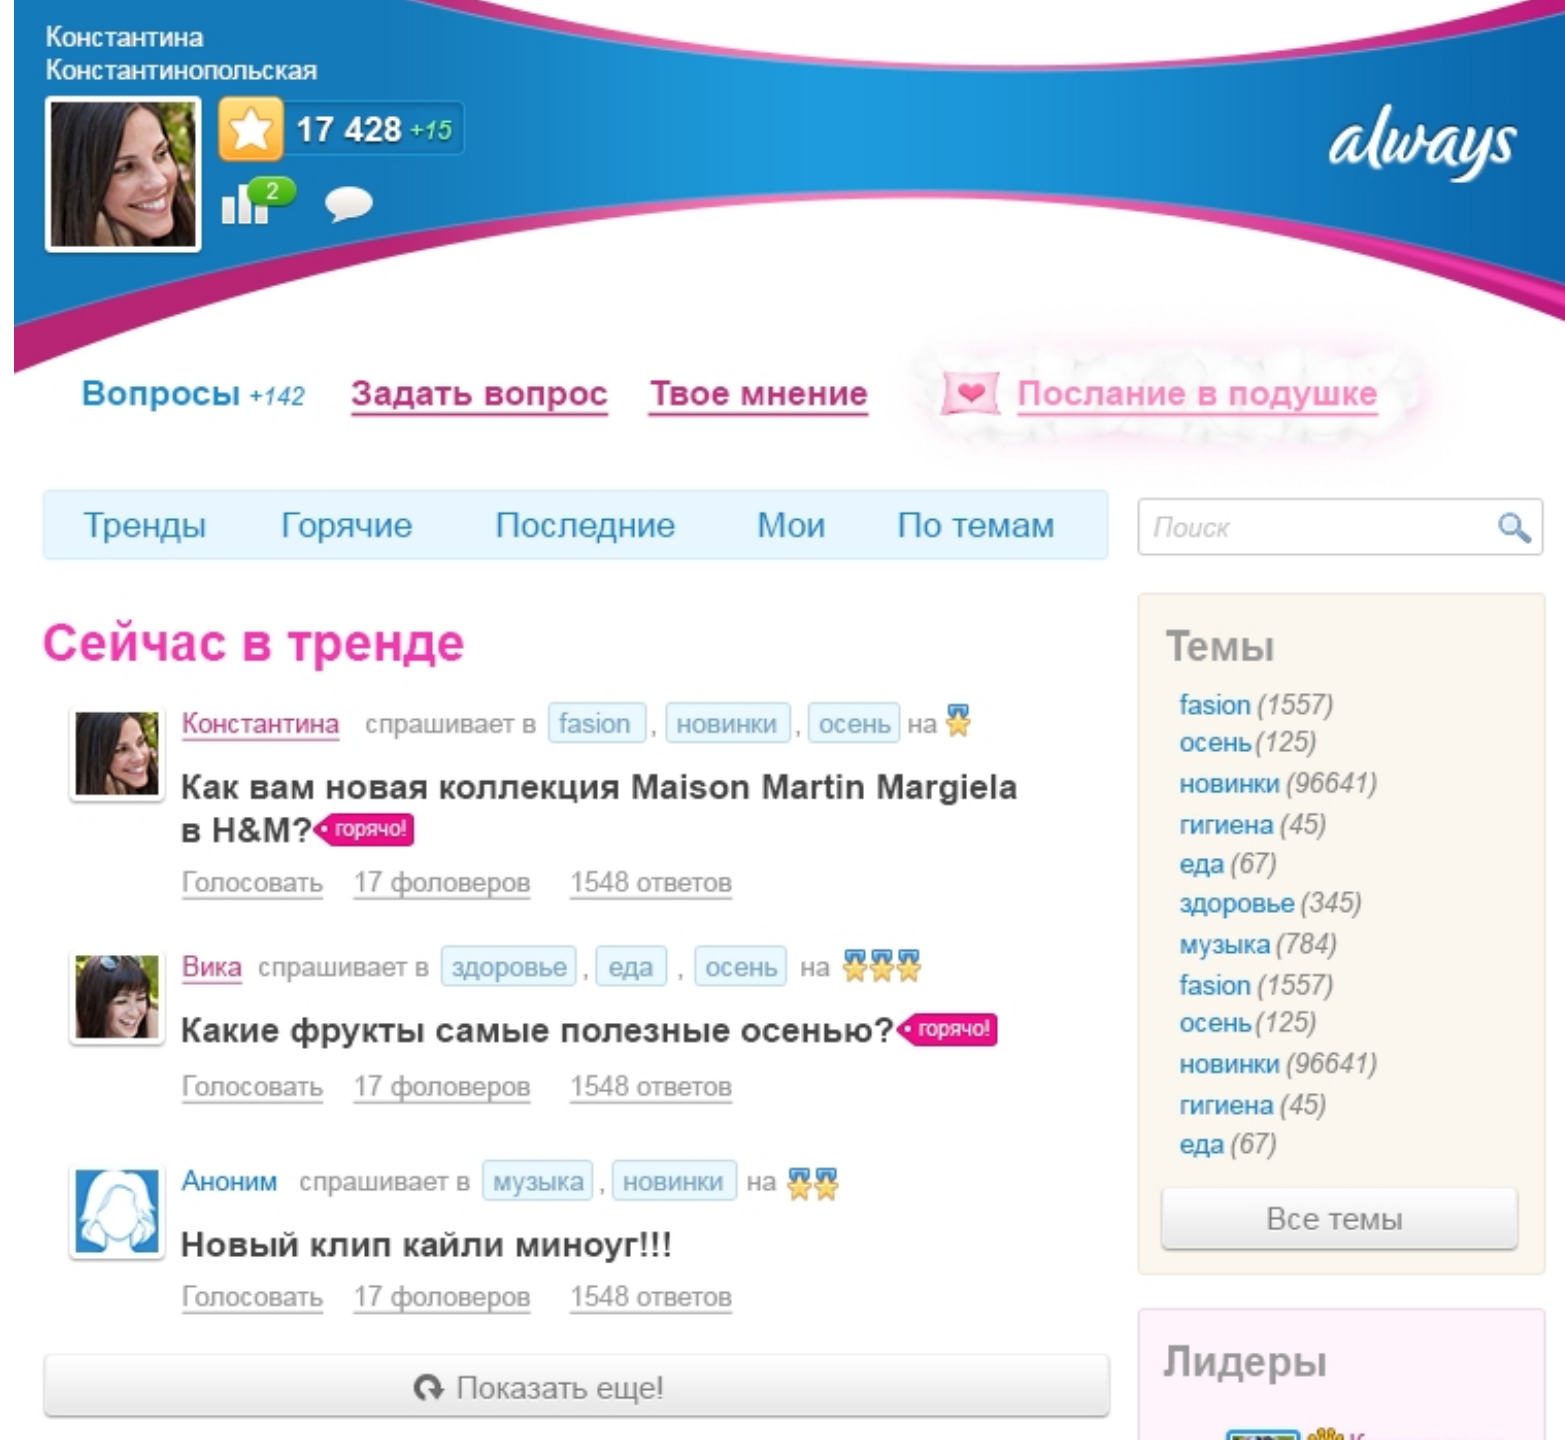 Константина
Константинопольская
17 428 +15
2
always
Вопросы +142 Задать вопрос Твое мнение Послание в подушке
Тренды Горячие Последние Мои По темам
Поиск
Сейчас в тренде
Константина спрашивает в fasion , новинки , осень на
Как вам новая коллекция Maison Martin Margiela
в H&M? горячо!
Голосовать 17 фоловеров 1548 ответов
Вика спрашивает в здоровье , еда , осень на
Какие фрукты самые полезные осенью? горячо!
Голосовать 17 фоловеров 1548 ответов
Аноним спрашивает в музыка , новинки на
Новый клип кайли миноуг!!!
Голосовать 17 фоловеров 1548 ответов
Показать еще!
Темы
fasion (1557)
осень (125)
новинки (96641)
гигиена (45)
еда (67)
здоровье (345)
музыка (784)
fasion (1557)
осень (125)
новинки (96641)
гигиена (45)
еда (67)
Все темы
Лидеры